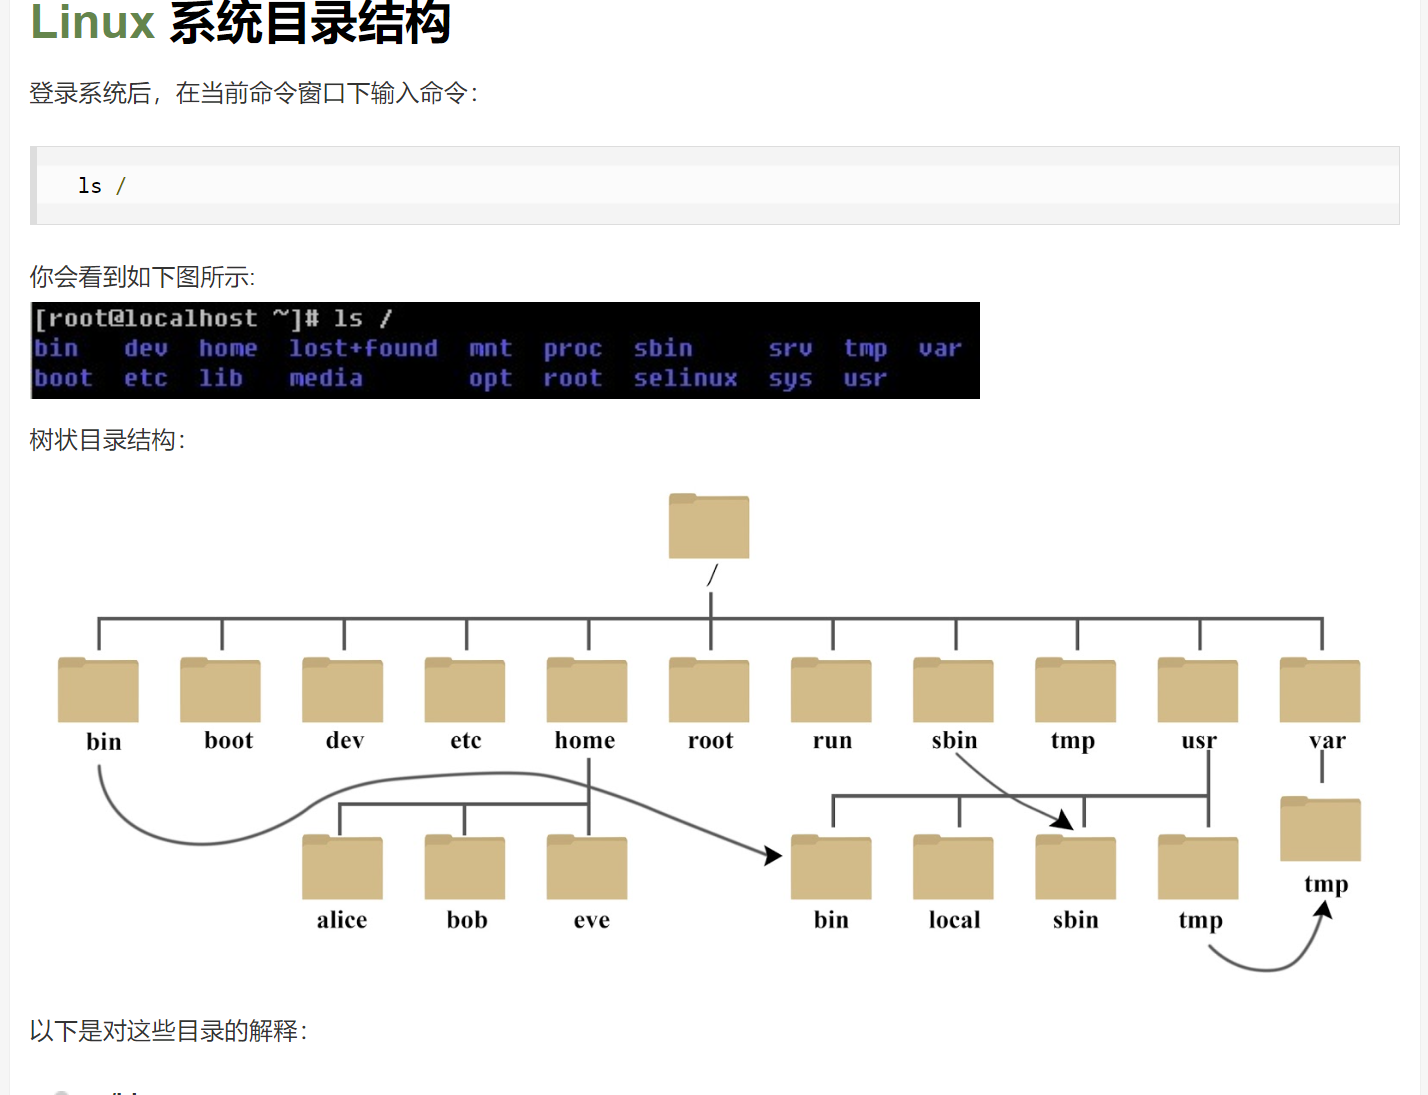 Linux 系统目录结构
登录系统后，在当前命令窗口下输入命令：
ls /
你会看到如下图所示:
[root@localhost ~]# ls /
bin dev home lost+found mnt proc sbin srv tmp var
boot etc lib media opt root selinux sys usr
树状目录结构：
/
bin boot dev etc home root run sbin tmp usr var
tmp
alice bob eve bin local sbin tmp
以下是对这些目录的解释：